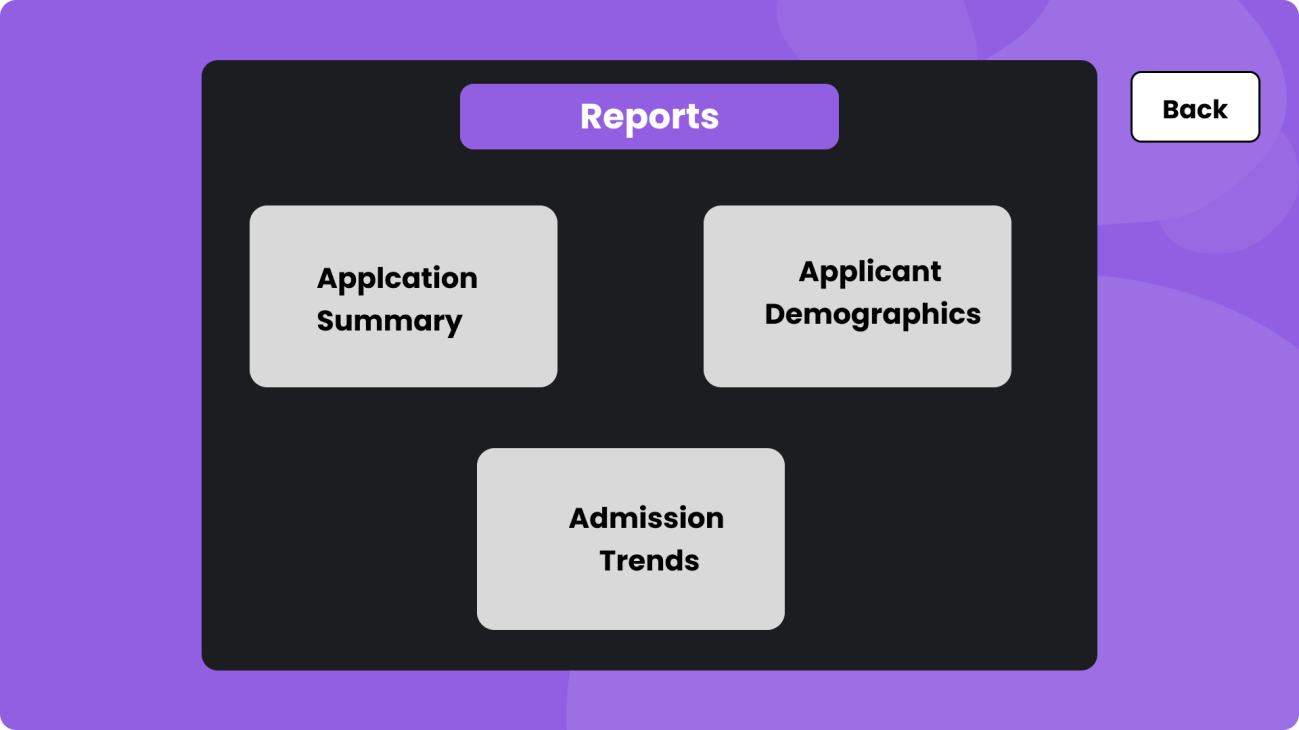 Reports
Back
Applcation
Summary
Applicant
Demographics
Admission
Trends